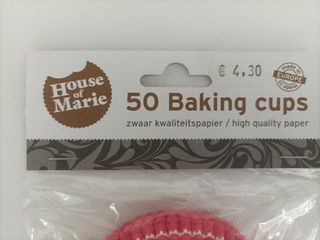 House
of
Marie
€ 4,30
made in
EUROPE
50 Baking cups
zwaar kwaliteitspapier / high quality paper